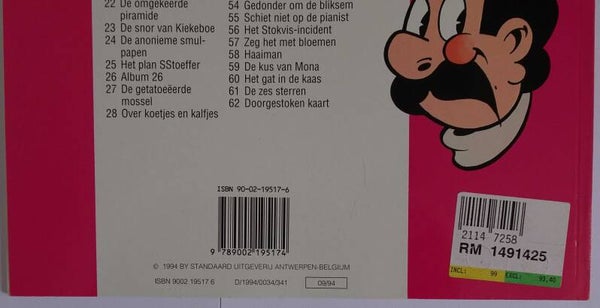 22 De omgekeerde
piramide
23 De snor van Kiekeboe
24 De anonieme smul-
papen
25 Het plan SStoeffer
26 Album 26
27 De getatoeëerde
mossel
28 Over koetjes en kalfjes
54 Gedonder om de bliksem
55 Schiet niet op de pianist
56 Het Stokvis-incident
57 Zeg het met bloemen
58 Haaiman
59 De kus van Mona
60 Het gat in de kaas
61 De zes sterren
62 Doorgestoken kaart
ISBN 90-02-19517-6
9 789002 195174
© 1994 BY STANDAARD UITGEVERIJ ANTWERPEN-BELGIUM
ISBN 9002 19517 6 D/1994/0034/341 09/94
2114 7258
RM 1491425
INCL: 99 EXCL: 93,40